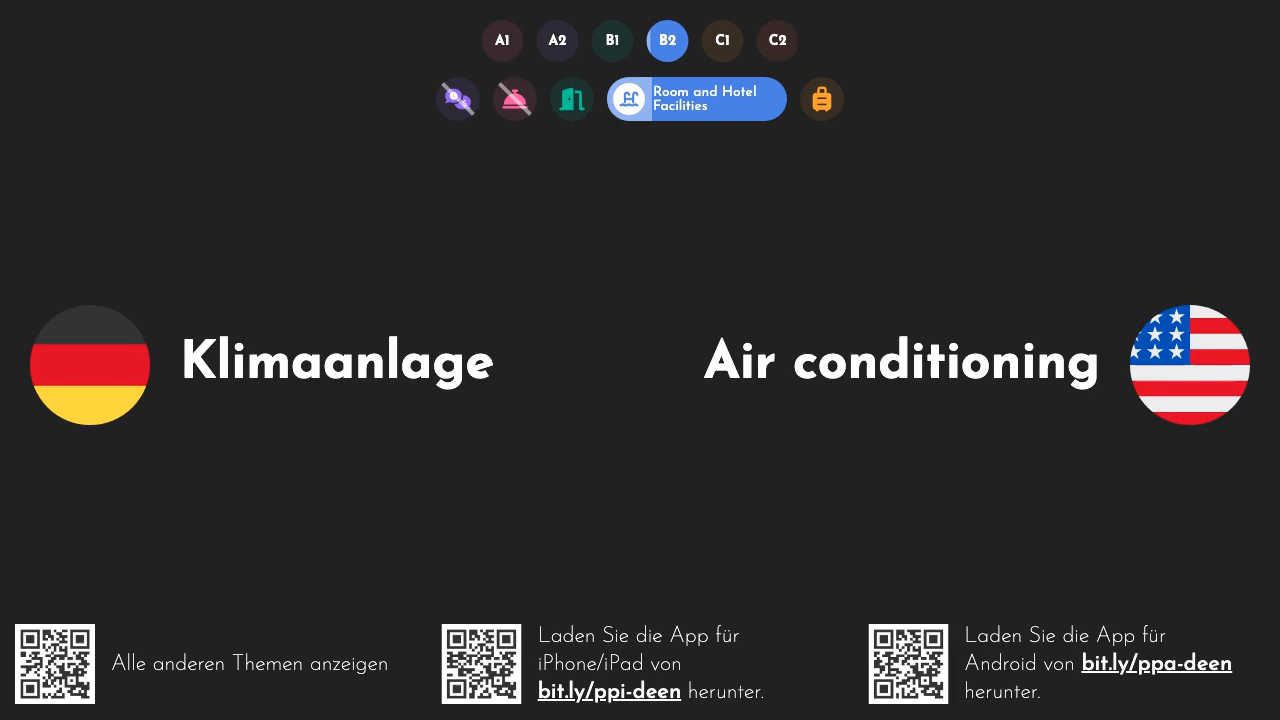 A1 A2 B1 B2 C1 C2
Room and Hotel
Facilities
Klimaanlage
Air conditioning
Alle anderen Themen anzeigen
Laden Sie die App für
iPhone/iPad von
bit.ly/ppi-deen herunter.
Laden Sie die App für
Android von bit.ly/ppa-deen
herunter.